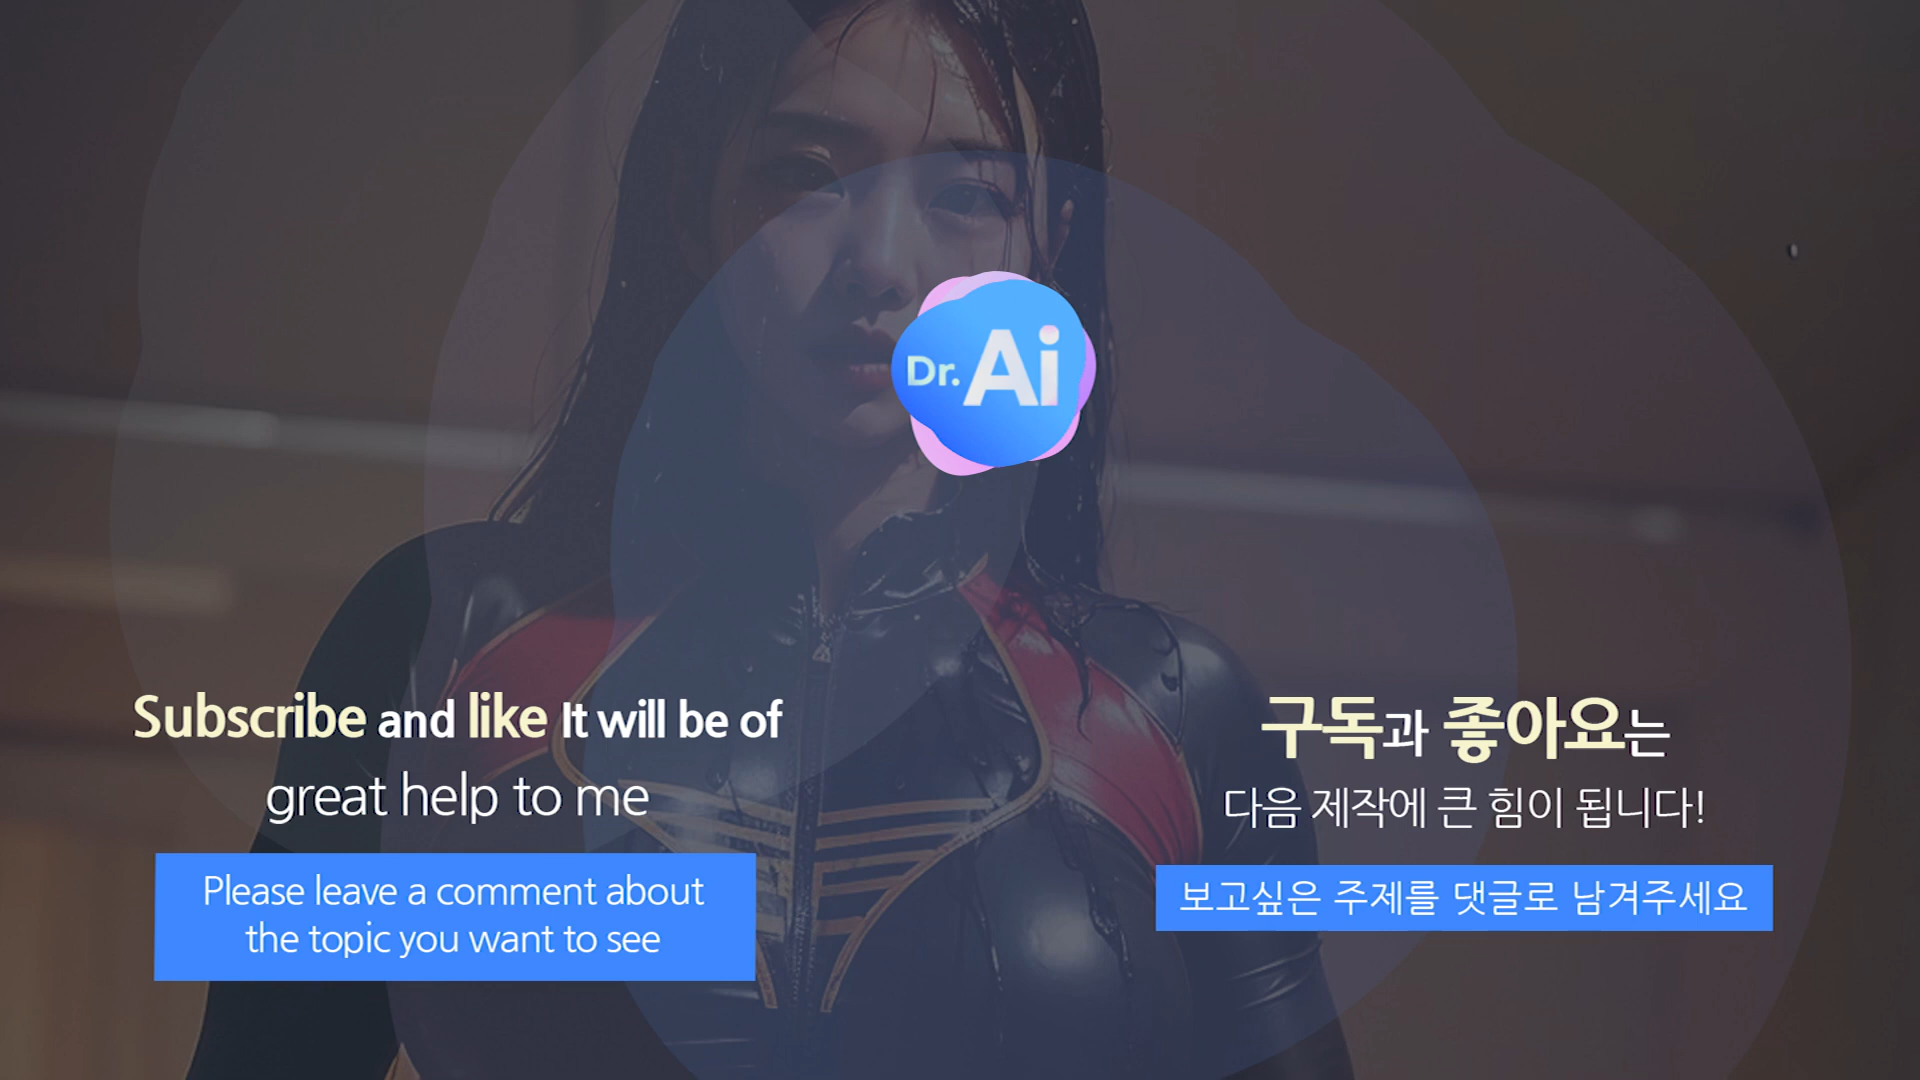 Dr. Ai
Subscribe and like It will be of
great help to me
Please leave a comment about
the topic you want to see
구독과 좋아요는
다음 제작에 큰 힘이 됩니다!
보고싶은 주제를 댓글로 남겨주세요